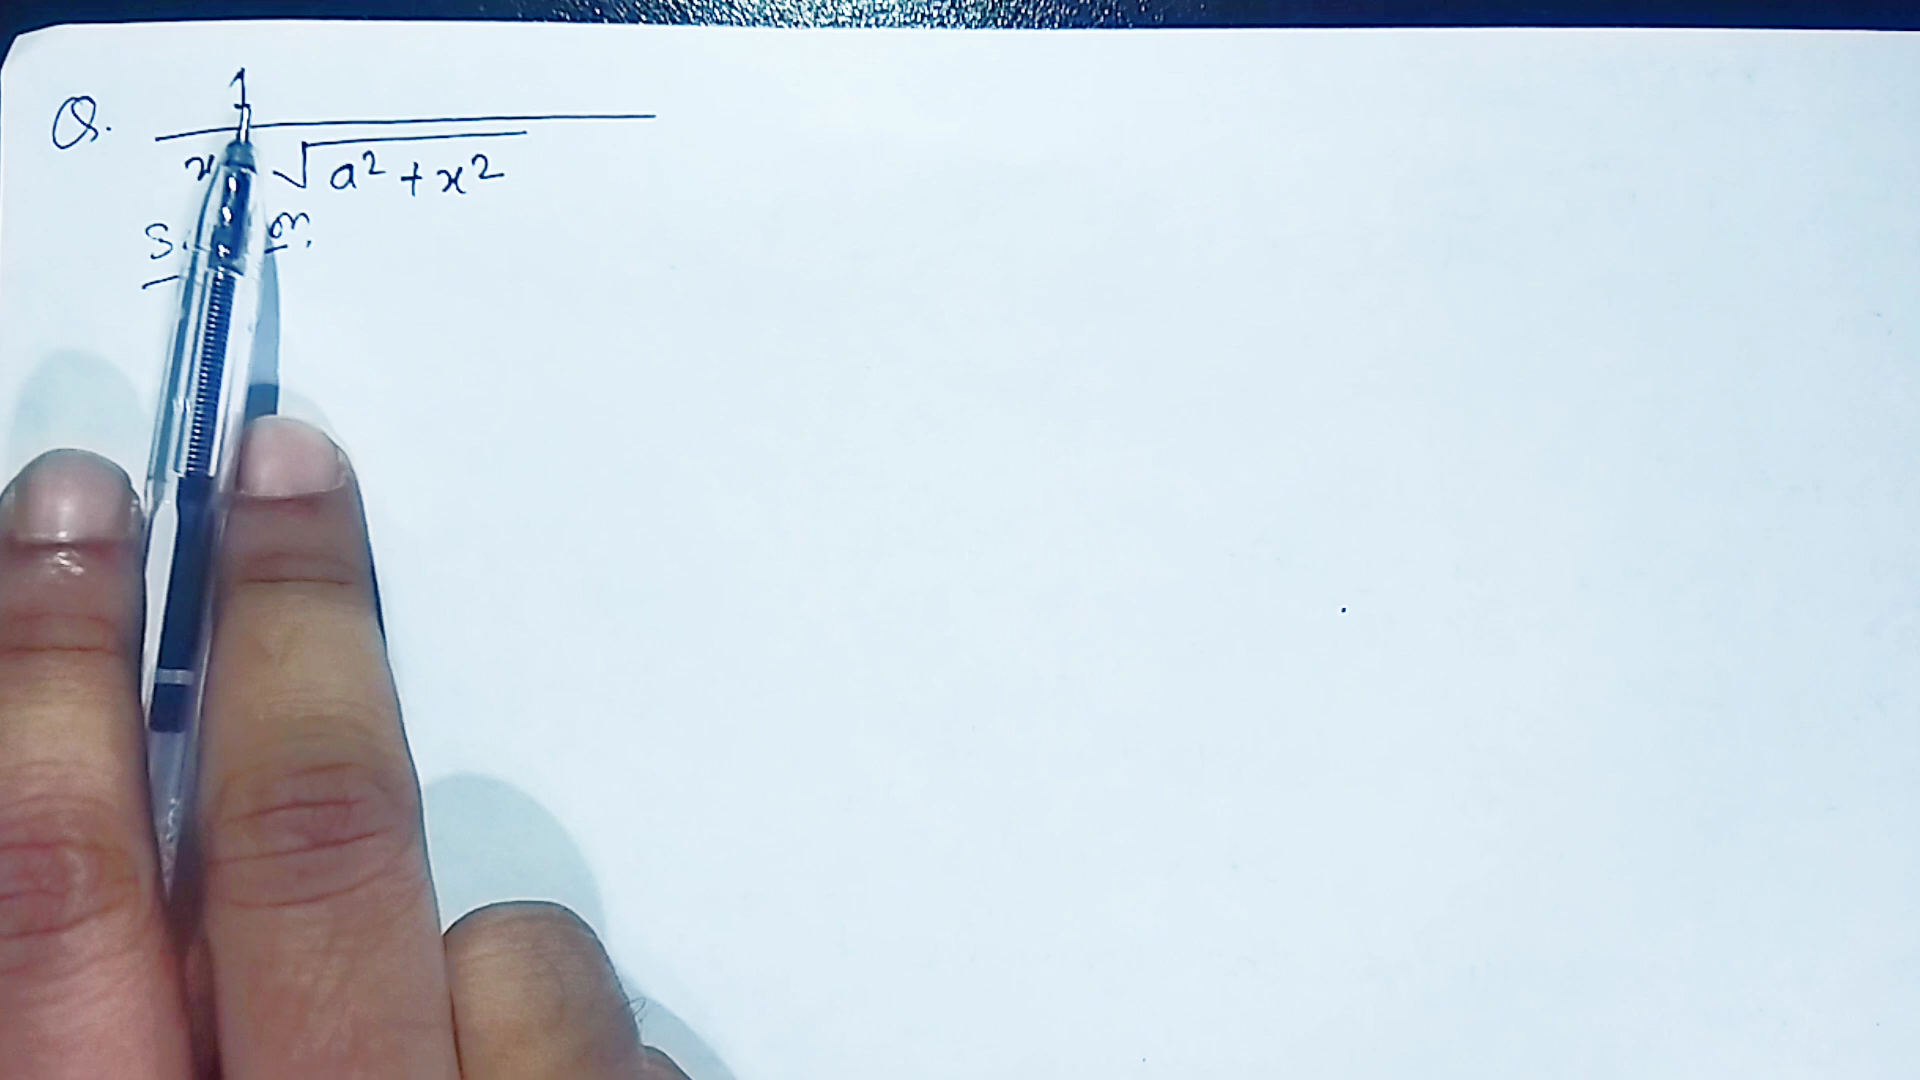 Q. 1
x √a² + x²